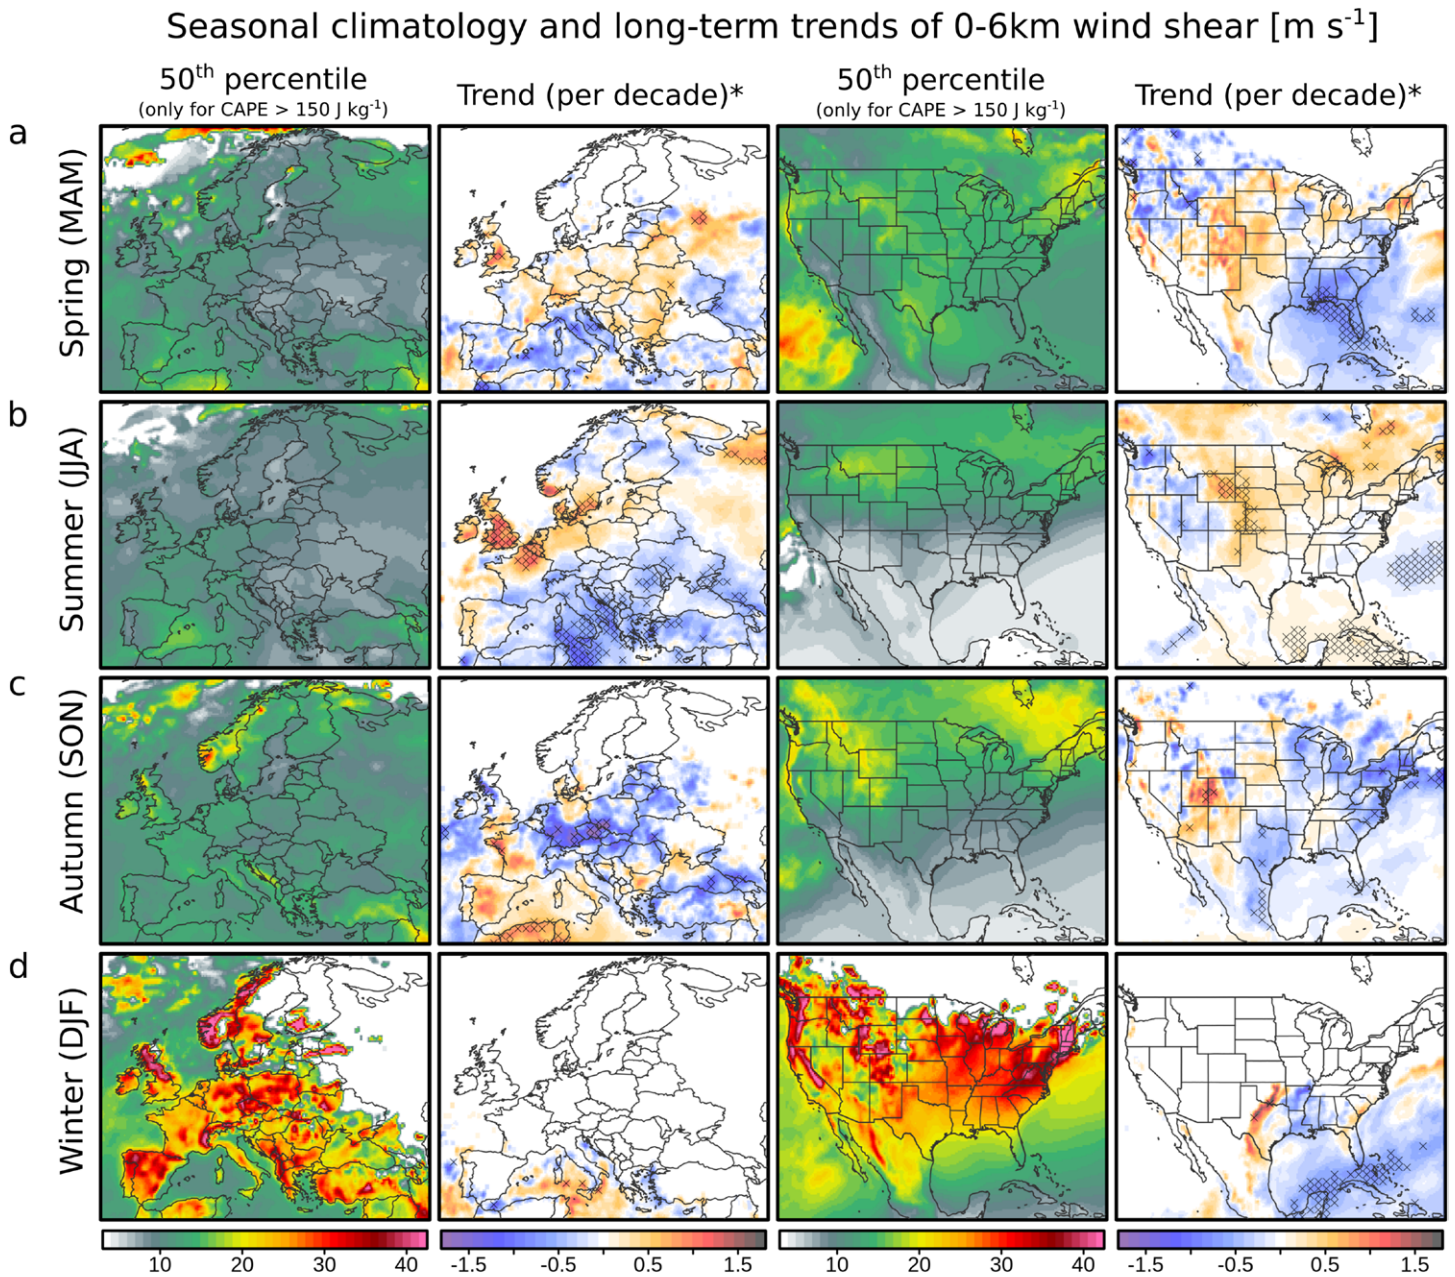 Seasonal climatology and long-term trends of 0-6km wind shear [m s⁻¹]
50th percentile
(only for CAPE > 150 J kg⁻¹)
Trend (per decade)*
50th percentile
(only for CAPE > 150 J kg⁻¹)
Trend (per decade)*
a
Spring (MAM)
b
Summer (JJA)
c
Autumn (SON)
d
Winter (DJF)
10 20 30 40
-1.5 -0.5 0.5 1.5
10 20 30 40
-1.5 -0.5 0.5 1.5